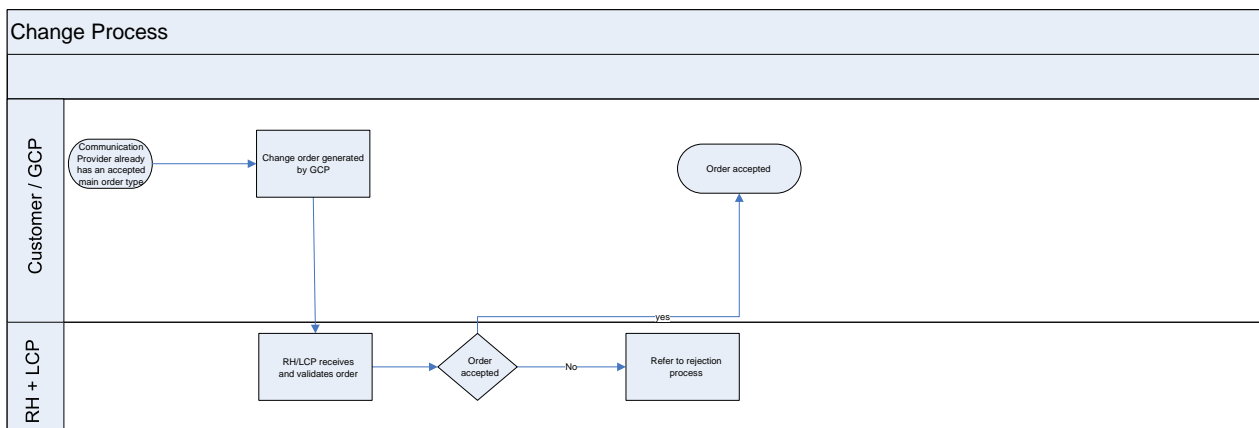 Change Process
Customer / GCP
Communication
Provider already
has an accepted
main order type
Change order generated
by GCP
Order accepted
yes
RH + LCP
RH/LCP receives
and validates order
Order
accepted
No
Refer to rejection
process